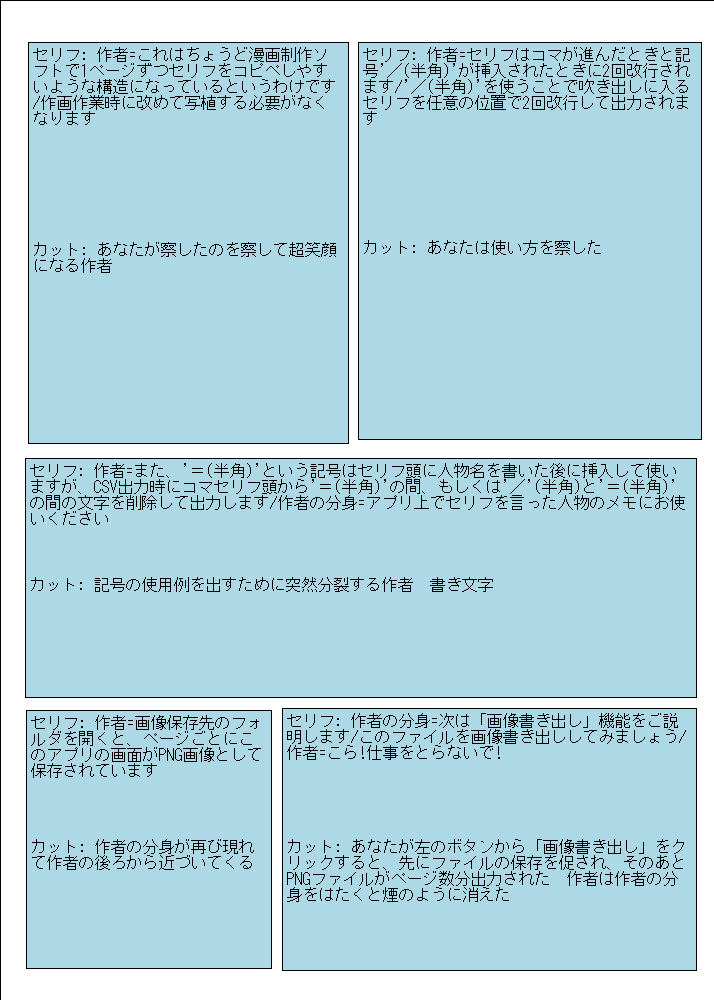 セリフ: 作者=セリフはコマが進んだときと記
号'／(半角)'が挿入されたときに2回改行され
ます/'／(半角)'を使うことで吹き出しに入る
セリフを任意の位置で2回改行して出力されま
す
カット: あなたは使い方を察した
セリフ: 作者=これはちょうど漫画制作ソ
フトで1ページずつセリフをコピペしやす
いような構造になっているというわけです
/作画作業時に改めて写植する必要がなく
なります
カット: あなたが察したのを察して超笑顔
になる作者
セリフ: 作者=また、'＝(半角)'という記号はセリフ頭に人物名を書いた後に挿入して使い
ますが、CSV出力時にコマセリフ頭から'＝(半角)'の間、もしくは'／'(半角)と'＝(半角)'
の間の文字を削除して出力します/作者の分身=アプリ上でセリフを言った人物のメモにお使
いください
カット: 記号の使用例を出すために突然分裂する作者　書き文字
セリフ: 作者の分身=次は「画像書き出し」機能をご説
明します/このファイルを画像書き出ししてみましょう/
作者=こら!仕事をとらないで!
カット: あなたが左のボタンから「画像書き出し」をク
リックすると、先にファイルの保存を促され、そのあと
PNGファイルがページ数分出力された　作者は作者の分
身をはたくと煙のように消えた
セリフ: 作者=画像保存先のフォ
ルダを開くと、ページごとにこ
のアプリの画面がPNG画像として
保存されています
カット: 作者の分身が再び現れ
て作者の後ろから近づいてくる